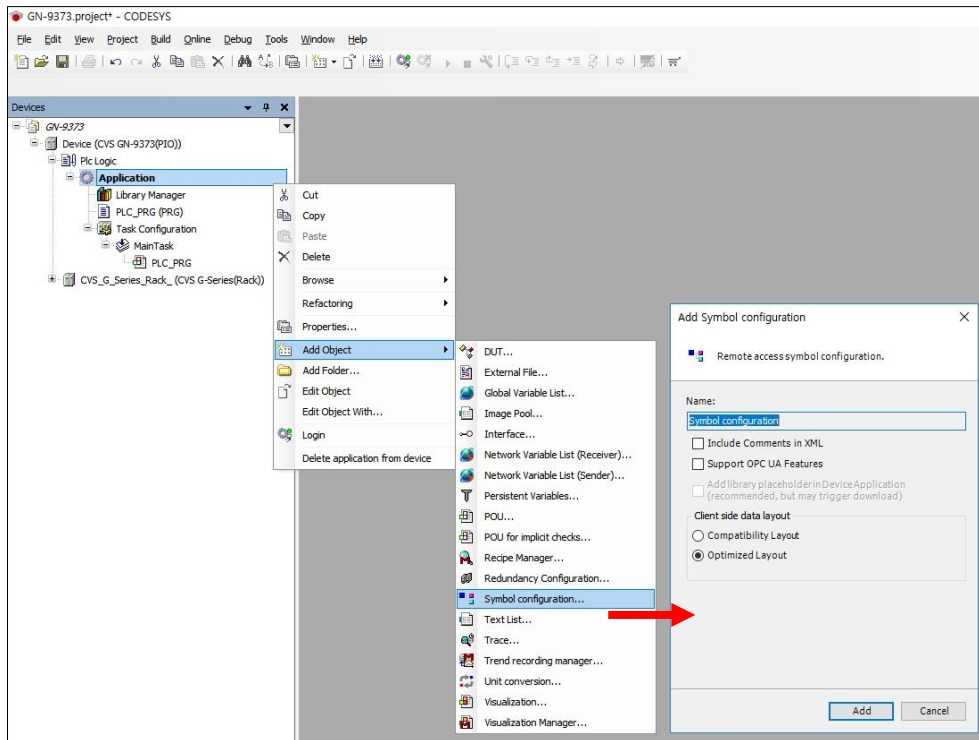 GN-9373.project* - CODESYS
File Edit View Project Build Online Debug Tools Window Help
Devices
GN-9373
Device (CVS GN-9373(PIO))
Plc Logic
Application
Library Manager
PLC_PRG (PRG)
Task Configuration
MainTask
PLC_PRG
CVS_G_Series_Rack_ (CVS G-Series(Rack))
Cut
Copy
Paste
Delete
Browse
Refactoring
Properties...
Add Object
Add Folder...
Edit Object
Edit Object With...
Login
Delete application from device
DUT...
External File...
Global Variable List...
Image Pool...
Interface...
Network Variable List (Receiver)...
Network Variable List (Sender)...
Persistent Variables...
POU...
POU for implicit checks...
Recipe Manager...
Redundancy Configuration...
Symbol configuration...
Text List...
Trace...
Trend recording manager...
Unit conversion...
Visualization...
Visualization Manager...
Add Symbol configuration
Remote access symbol configuration.
Name:
Symbol configuration
Include Comments in XML
Support OPC UA Features
Add library placeholder in Device Application
(recommended, but may trigger download)
Client side data layout
Compatibility Layout
Optimized Layout
Add Cancel